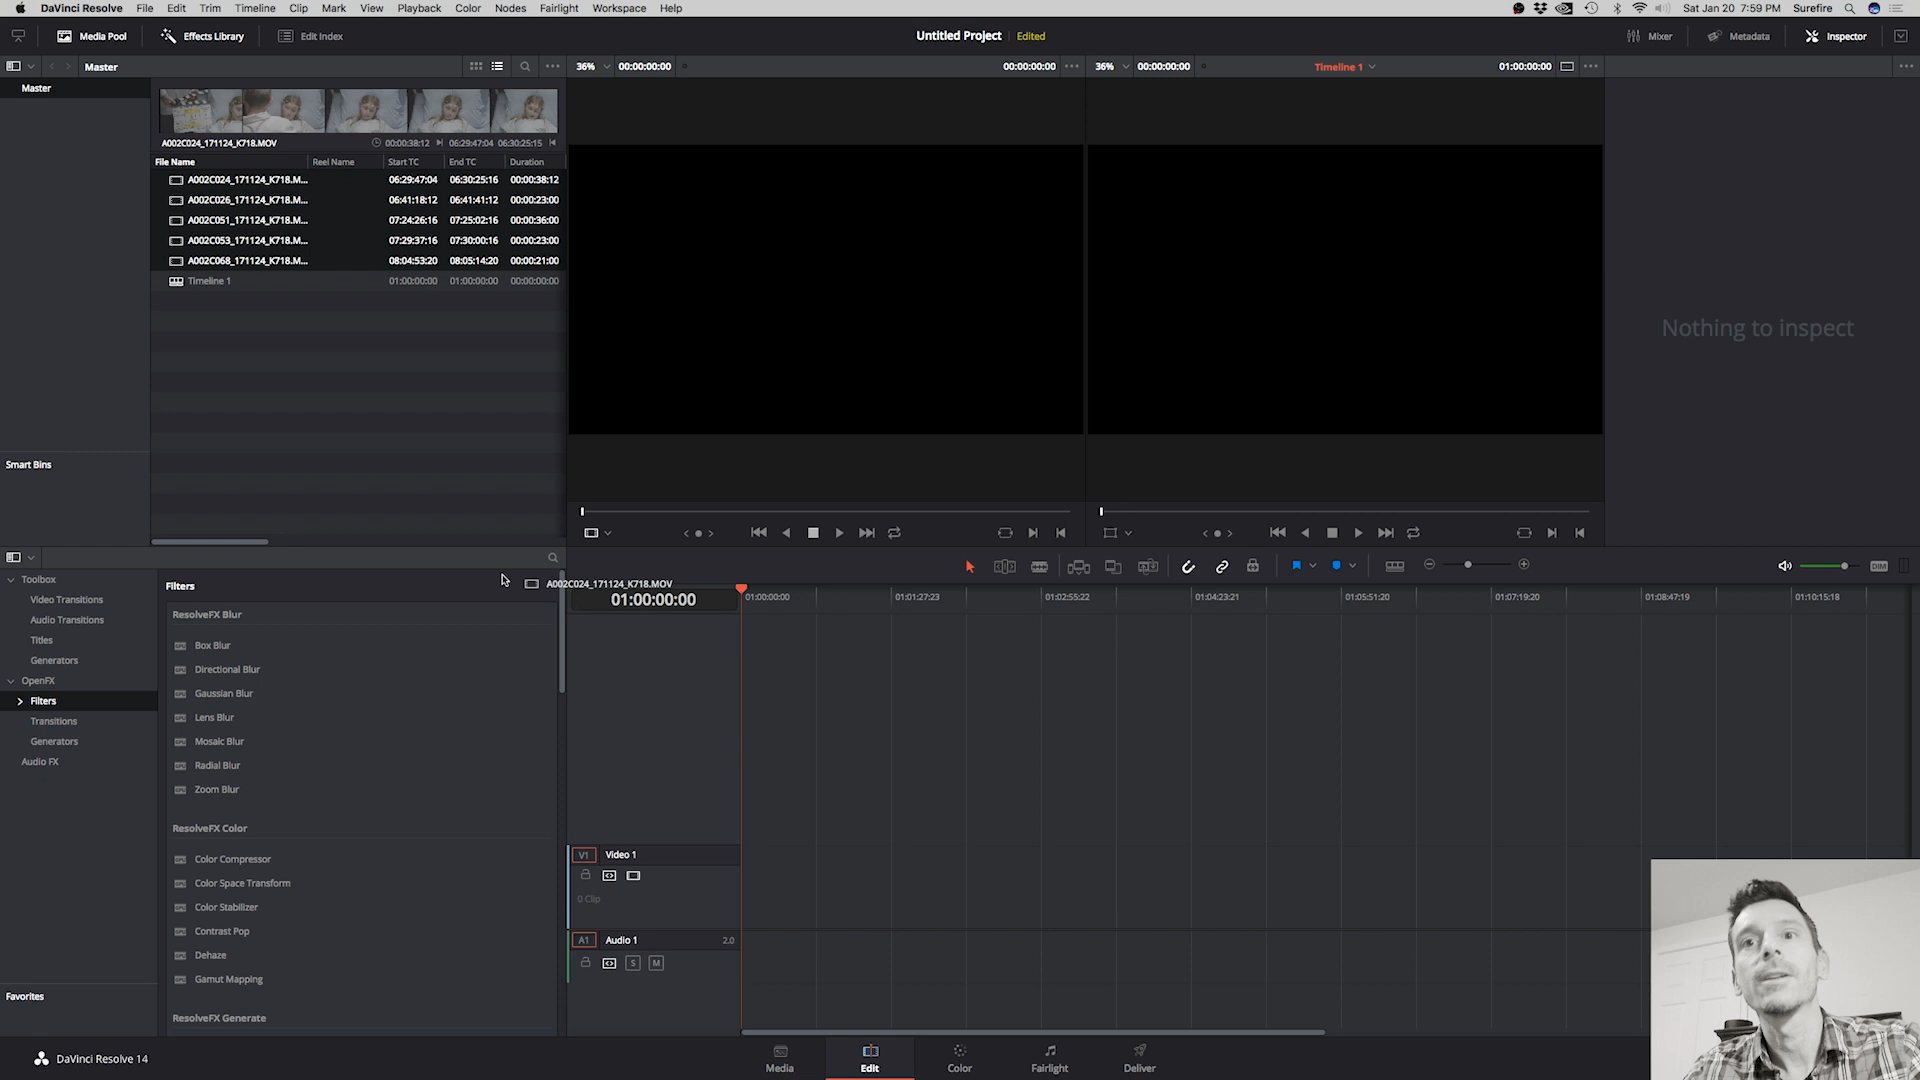 DaVinci Resolve File Edit Trim Timeline Clip Mark View Playback Color Nodes Fairlight Workspace Help Sat Jan 20 7:59 PM Surefire
Media Pool Effects Library Edit Index Untitled Project Edited Mixer Metadata Inspector
Master 36% 00:00:00:00 00:00:00:00 36% 00:00:00:00 Timeline 1 01:00:00:00
Master
A002C024_171124_K718.MOV 00:00:38:12 06:29:47:04 06:30:25:15
File Name Reel Name Start TC End TC Duration
A002C024_171124_K718.M... 06:29:47:04 06:30:25:16 00:00:38:12
A002C026_171124_K718.M... 06:41:18:12 06:41:41:12 00:00:23:00
A002C051_171124_K718.M... 07:24:26:16 07:25:02:16 00:00:36:00
A002C053_171124_K718.M... 07:29:37:16 07:30:00:16 00:00:23:00
A002C068_171124_K718.M... 08:04:53:20 08:05:14:20 00:00:21:00
Timeline 1 01:00:00:00 01:00:00:00 00:00:00:00
Nothing to inspect
Smart Bins
DIM
Toolbox
Video Transitions
Audio Transitions
Titles
Generators
OpenFX
Filters
Transitions
Generators
Audio FX
Favorites
Filters
ResolveFX Blur
Box Blur
Directional Blur
Gaussian Blur
Lens Blur
Mosaic Blur
Radial Blur
Zoom Blur
ResolveFX Color
Color Compressor
Color Space Transform
Color Stabilizer
Contrast Pop
Dehaze
Gamut Mapping
ResolveFX Generate
A002C024_171124_K718.MOV
01:00:00:00 01:00:00:00 01:01:27:23 01:02:55:22 01:04:23:21 01:05:51:20 01:07:19:20 01:08:47:19 01:10:15:18
V1 Video 1
0 Clip
A1 Audio 1 2.0
S M
DaVinci Resolve 14 Media Edit Color Fairlight Deliver